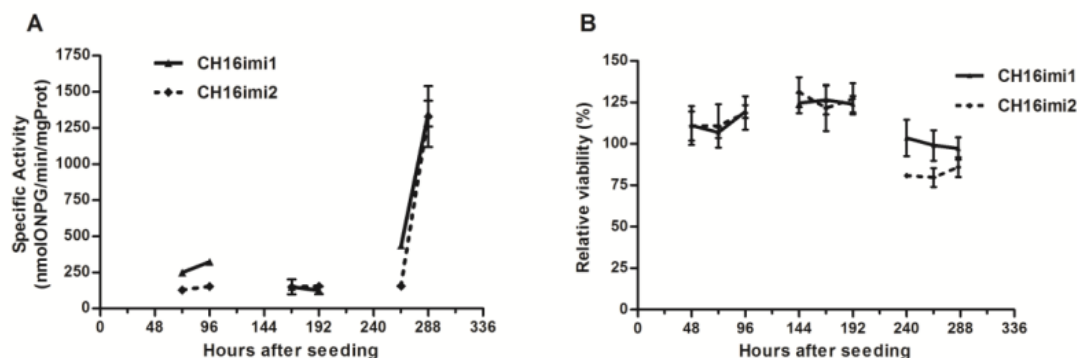 A
1750
1500
1250
1000
750
500
250
0
Specific Activity
(nmolONPG/min/mgProt)
CH16imi1
CH16imi2
0 48 96 144 192 240 288 336
Hours after seeding
B
150
125
100
75
50
25
0
Relative viability (%)
CH16imi1
CH16imi2
0 48 96 144 192 240 288 336
Hours after seeding